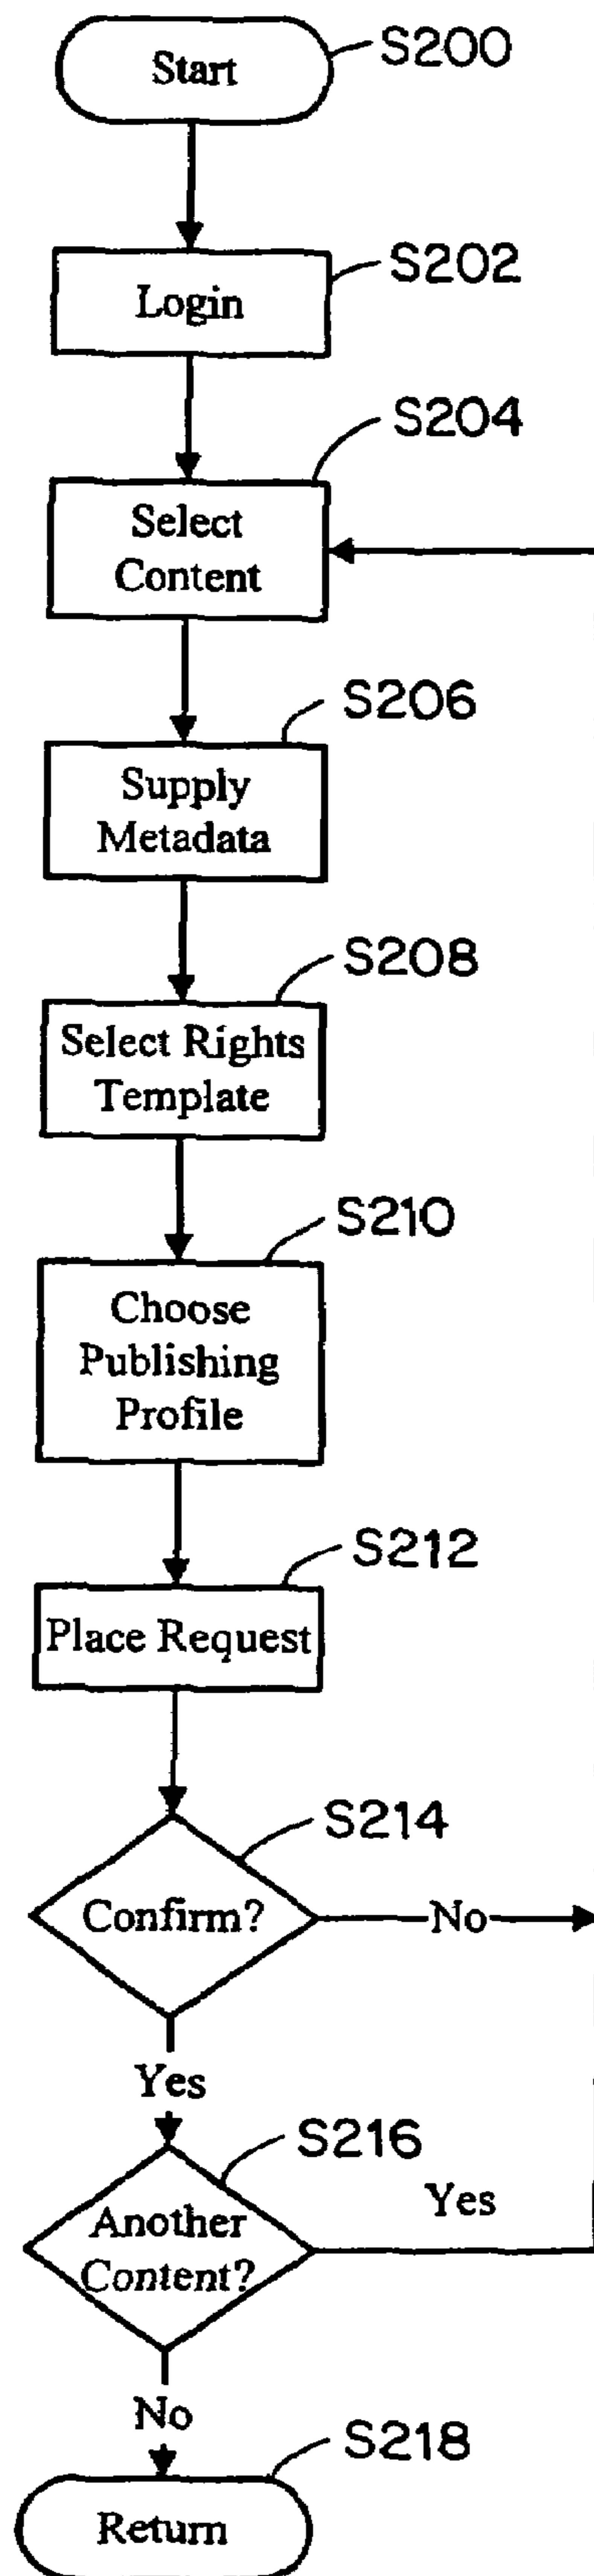 Start
S200
Login
S202
S204
Select
Content
S206
Supply
Metadata
S208
Select Rights
Template
S210
Choose
Publishing
Profile
S212
Place Request
S214
Confirm?
No
Yes
S216
Another
Content?
Yes
No
S218
Return